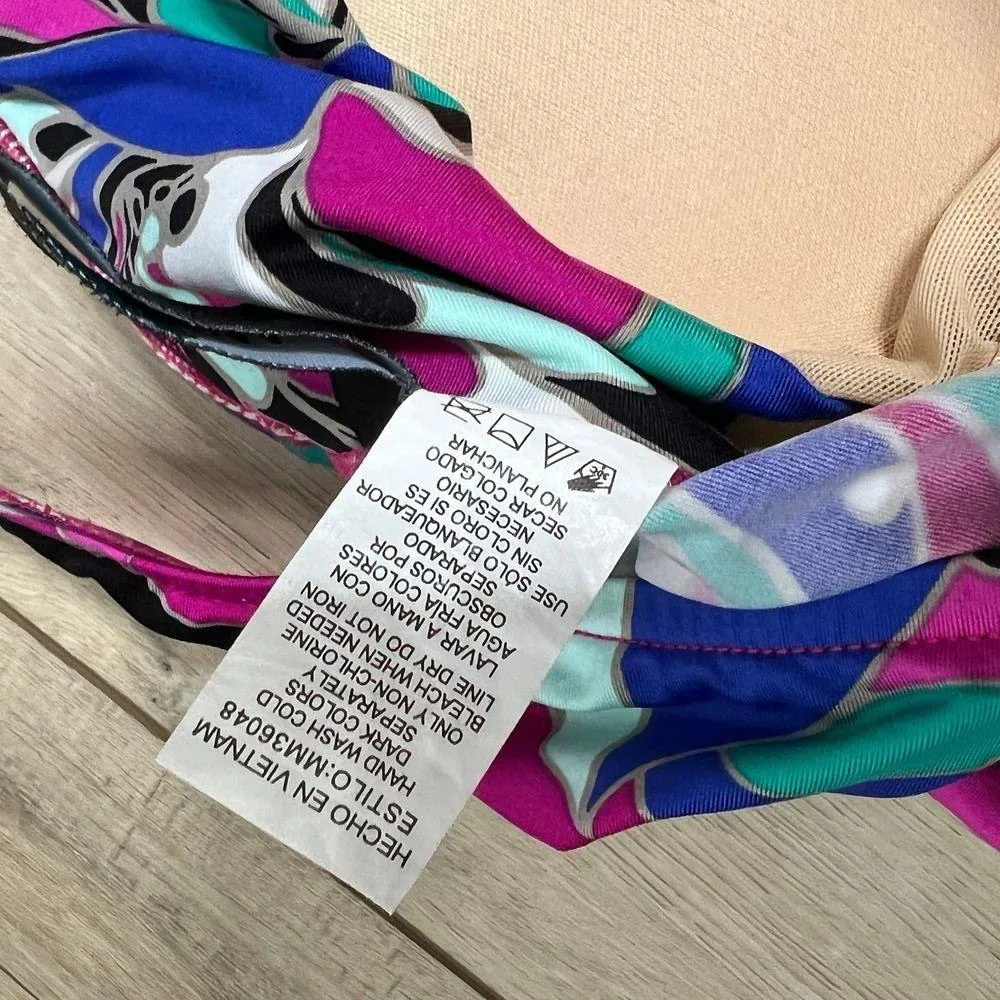 HECHO EN VIETNAM
ESTILO:MM36048
HAND WASH COLD
DARK COLORS
SEPARATELY
ONLY NON-CHLORINE
BLEACH WHEN NEEDED
LINE DRY DO NOT IRON
LAVAR A MANO CON
AGUA FRÍA COLORES
OBSCUROS POR
SEPARADO
USE SÓLO BLANQUEADOR
SIN CLORO SI ES
NECESARIO
SECAR COLGADO
NO PLANCHAR